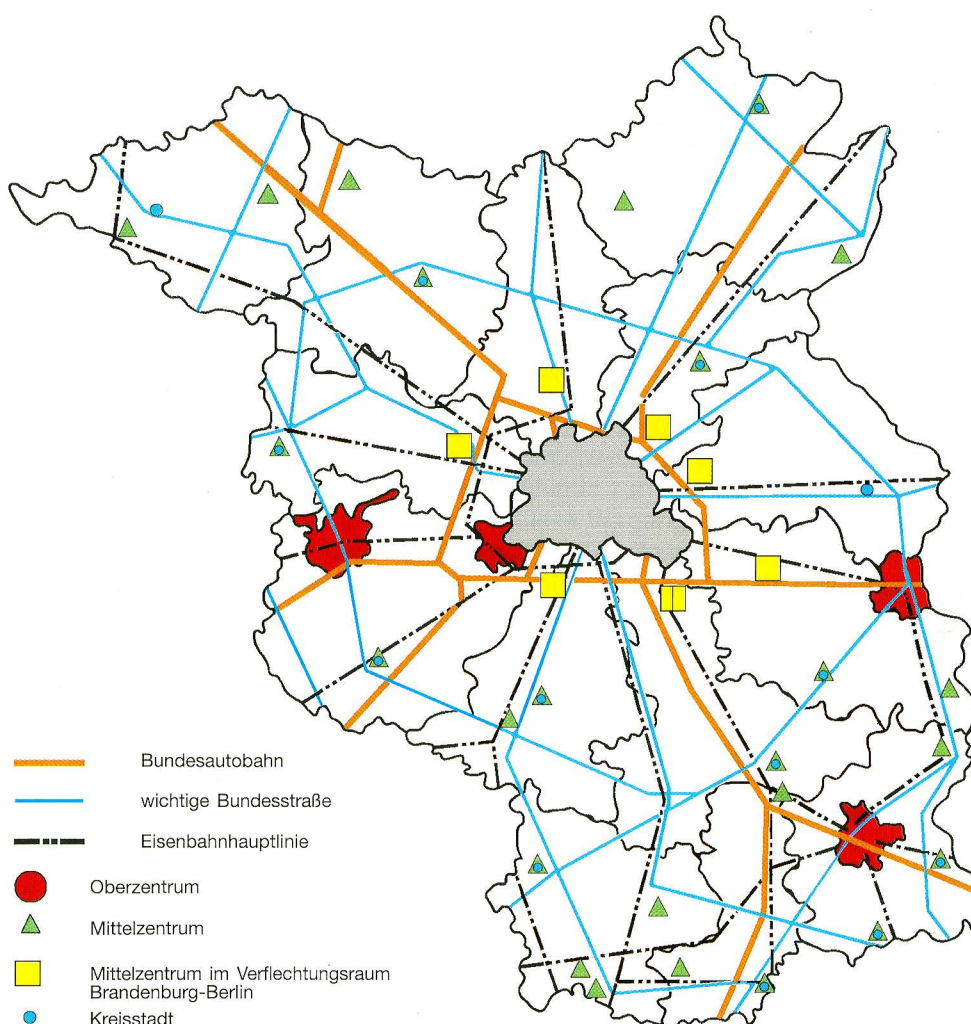 Bundesautobahn
wichtige Bundesstraße
Eisenbahnhauptlinie
Oberzentrum
Mittelzentrum
Mittelzentrum im Verflechtungsraum
Brandenburg-Berlin
Kreisstadt